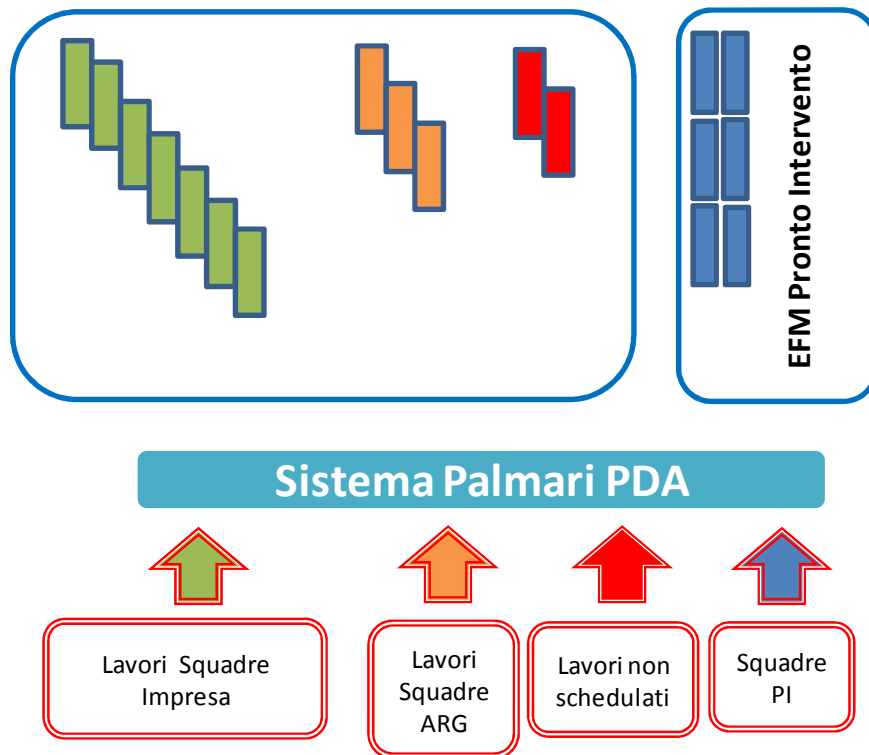 EFM Pronto Intervento
Sistema Palmari PDA
Lavori Squadre
Impresa
Lavori
Squadre
ARG
Lavori non
schedulati
Squadre
PI